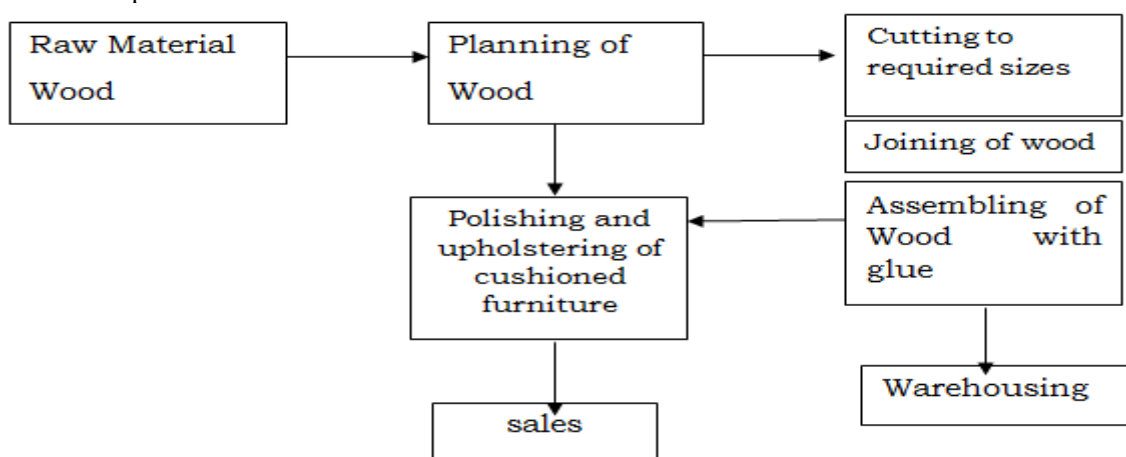 Raw Material
Wood
Planning of
Wood
Cutting to
required sizes
Joining of wood
Assembling of
Wood with
glue
Polishing and
upholstering of
cushioned
furniture
Warehousing
sales